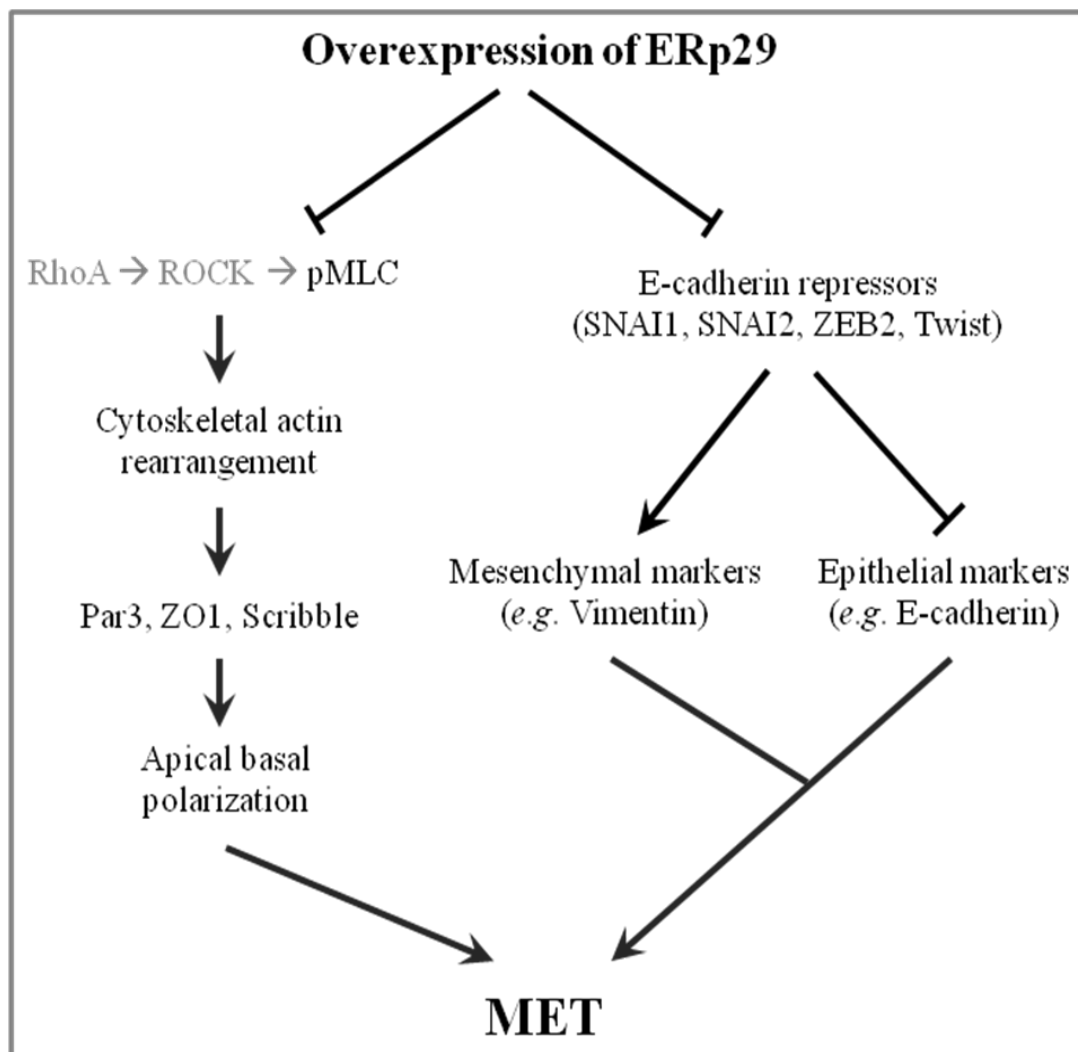 Overexpression of ERp29
RhoA → ROCK → pMLC
E-cadherin repressors
(SNAI1, SNAI2, ZEB2, Twist)
Cytoskeletal actin
rearrangement
Mesenchymal markers
(e.g. Vimentin)
Epithelial markers
(e.g. E-cadherin)
Par3, ZO1, Scribble
Apical basal
polarization
MET